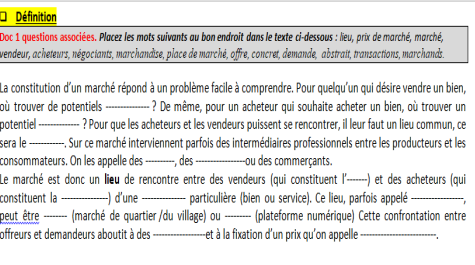 ❑ Définition
Doc 1 questions associées. Placez les mots suivants au bon endroit dans le texte ci-dessous : lieu, prix de marché, marché,
vendeur, acheteurs, négociants, marchandise, place de marché, offre, concret, demande, abstrait, transactions, marchands.
La constitution d'un marché répond à un problème facile à comprendre. Pour quelqu'un qui désire vendre un bien,
où trouver de potentiels --------------- ? De même, pour un acheteur qui souhaite acheter un bien, où trouver un
potentiel -------------- ? Pour que les acheteurs et les vendeurs puissent se rencontrer, il leur faut un lieu commun, ce
sera le ------------. Sur ce marché interviennent parfois des intermédiaires professionnels entre les producteurs et les
consommateurs. On les appelle des ----------, des -----------------ou des commerçants.
Le marché est donc un lieu de rencontre entre des vendeurs (qui constituent l'-------) et des acheteurs (qui
constituent la ----------------) d'une --------------- particulière (bien ou service). Ce lieu, parfois appelé ------------------,
peut être -------- (marché de quartier /du village) ou --------- (plateforme numérique) Cette confrontation entre
offreurs et demandeurs aboutit à des ------------------et à la fixation d'un prix qu'on appelle --------------------------.